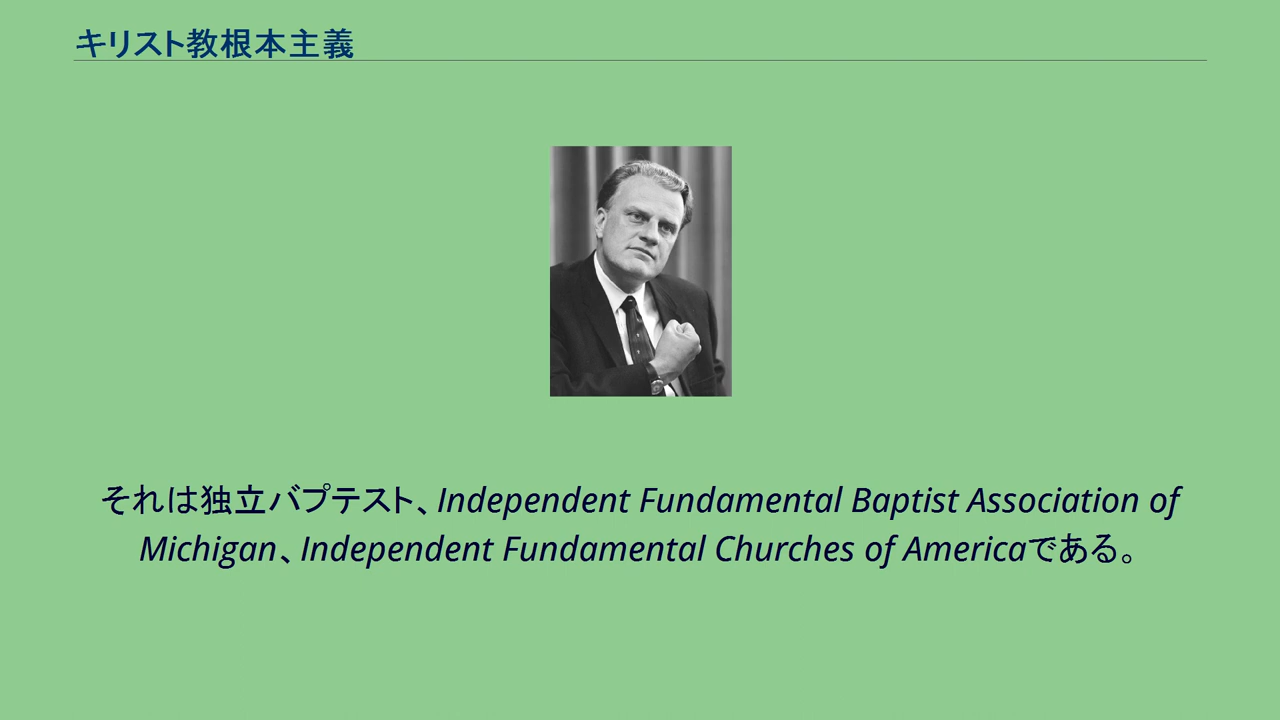 キリスト教根本主義
それは独立バプテスト、Independent Fundamental Baptist Association of
Michigan、Independent Fundamental Churches of Americaである。